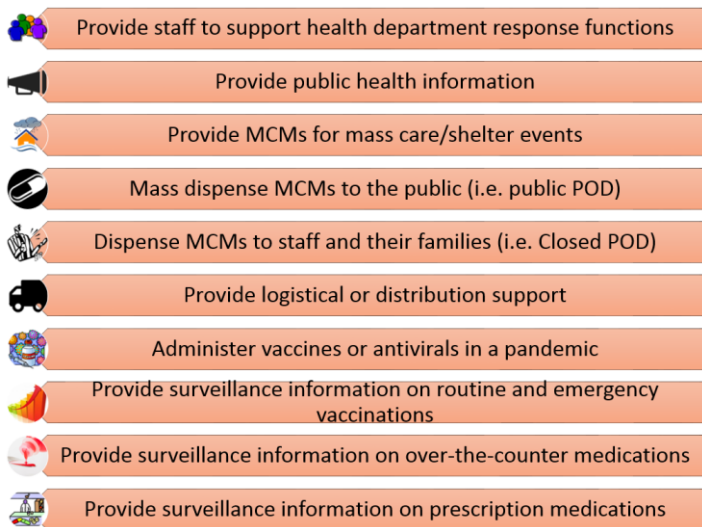 Provide staff to support health department response functions
Provide public health information
Provide MCMs for mass care/shelter events
Mass dispense MCMs to the public (i.e. public POD)
Dispense MCMs to staff and their families (i.e. Closed POD)
Provide logistical or distribution support
Administer vaccines or antivirals in a pandemic
Provide surveillance information on routine and emergency
vaccinations
Provide surveillance information on over-the-counter medications
Provide surveillance information on prescription medications